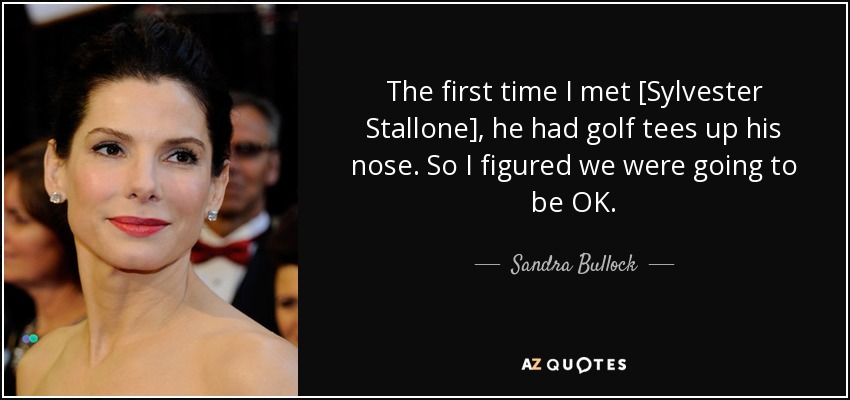 The first time I met [Sylvester
Stallone], he had golf tees up his
nose. So I figured we were going to
be OK.
Sandra Bullock
AZ QUOTES